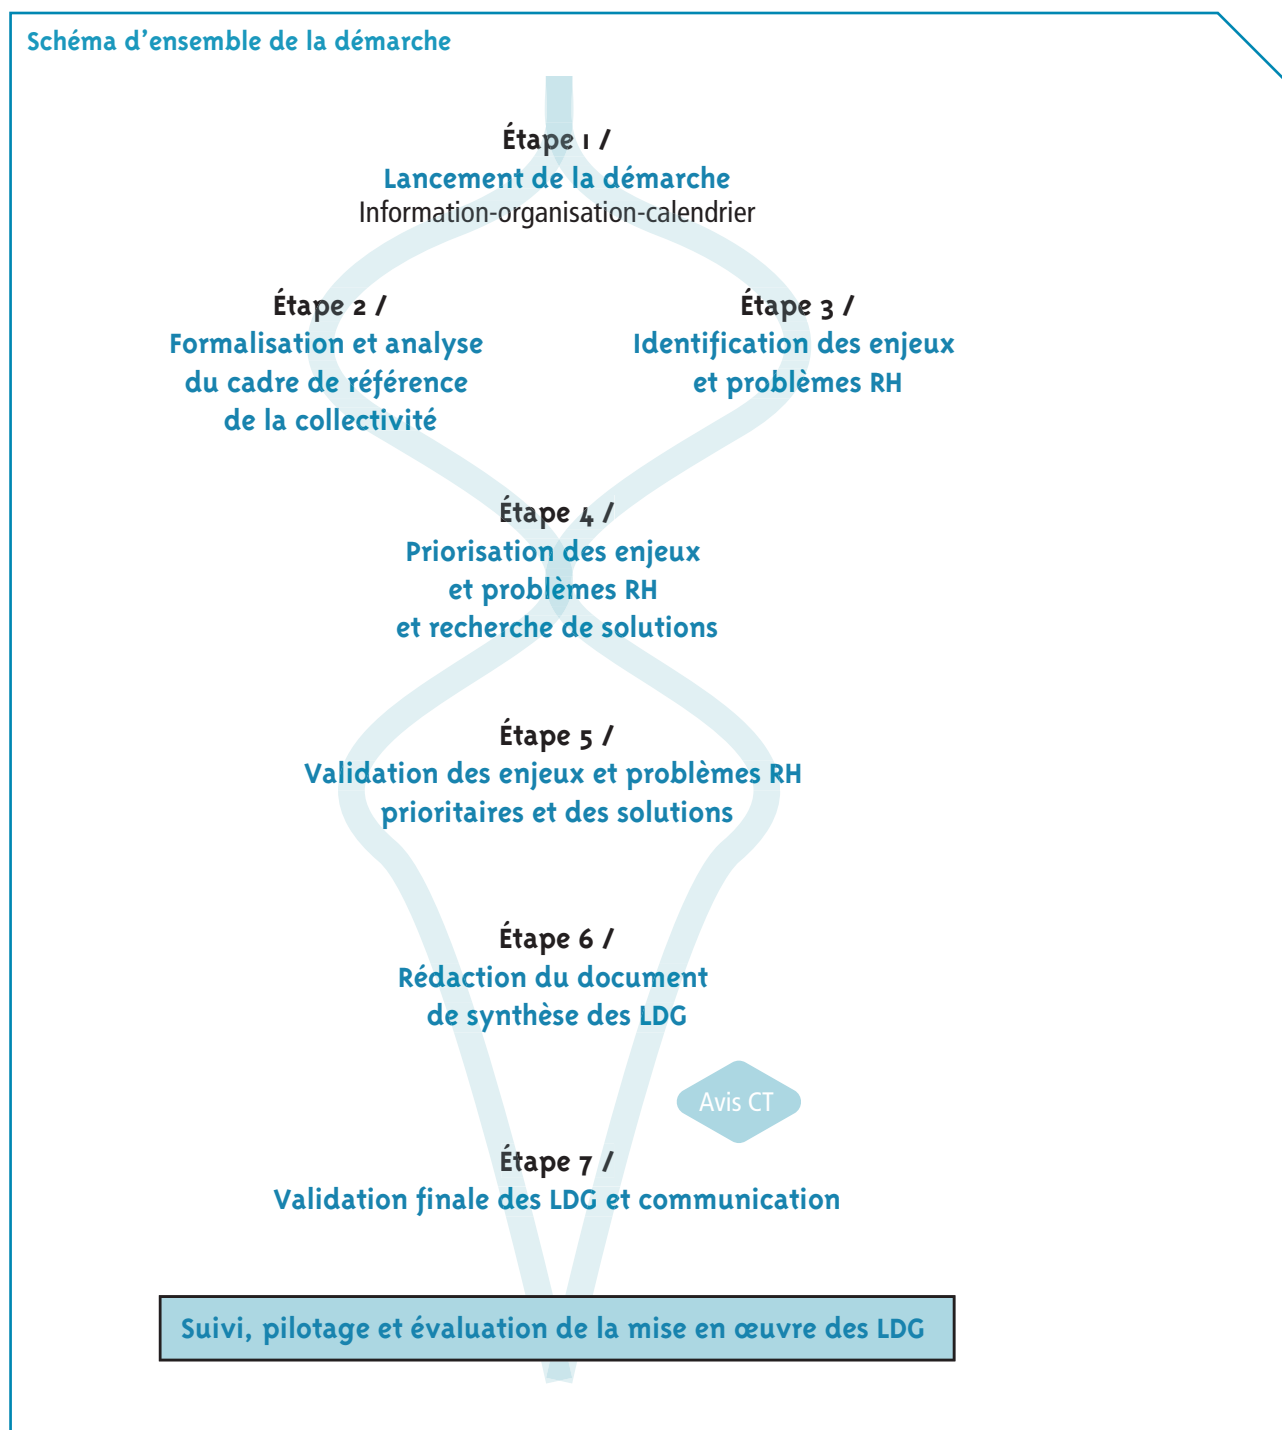 Schéma d'ensemble de la démarche
Étape 1 /
Lancement de la démarche
Information-organisation-calendrier
Étape 2 /
Formalisation et analyse
du cadre de référence
de la collectivité
Étape 3 /
Identification des enjeux
et problèmes RH
Étape 4 /
Priorisation des enjeux
et problèmes RH
et recherche de solutions
Étape 5 /
Validation des enjeux et problèmes RH
prioritaires et des solutions
Étape 6 /
Rédaction du document
de synthèse des LDG
Avis CT
Étape 7 /
Validation finale des LDG et communication
Suivi, pilotage et évaluation de la mise en œuvre des LDG